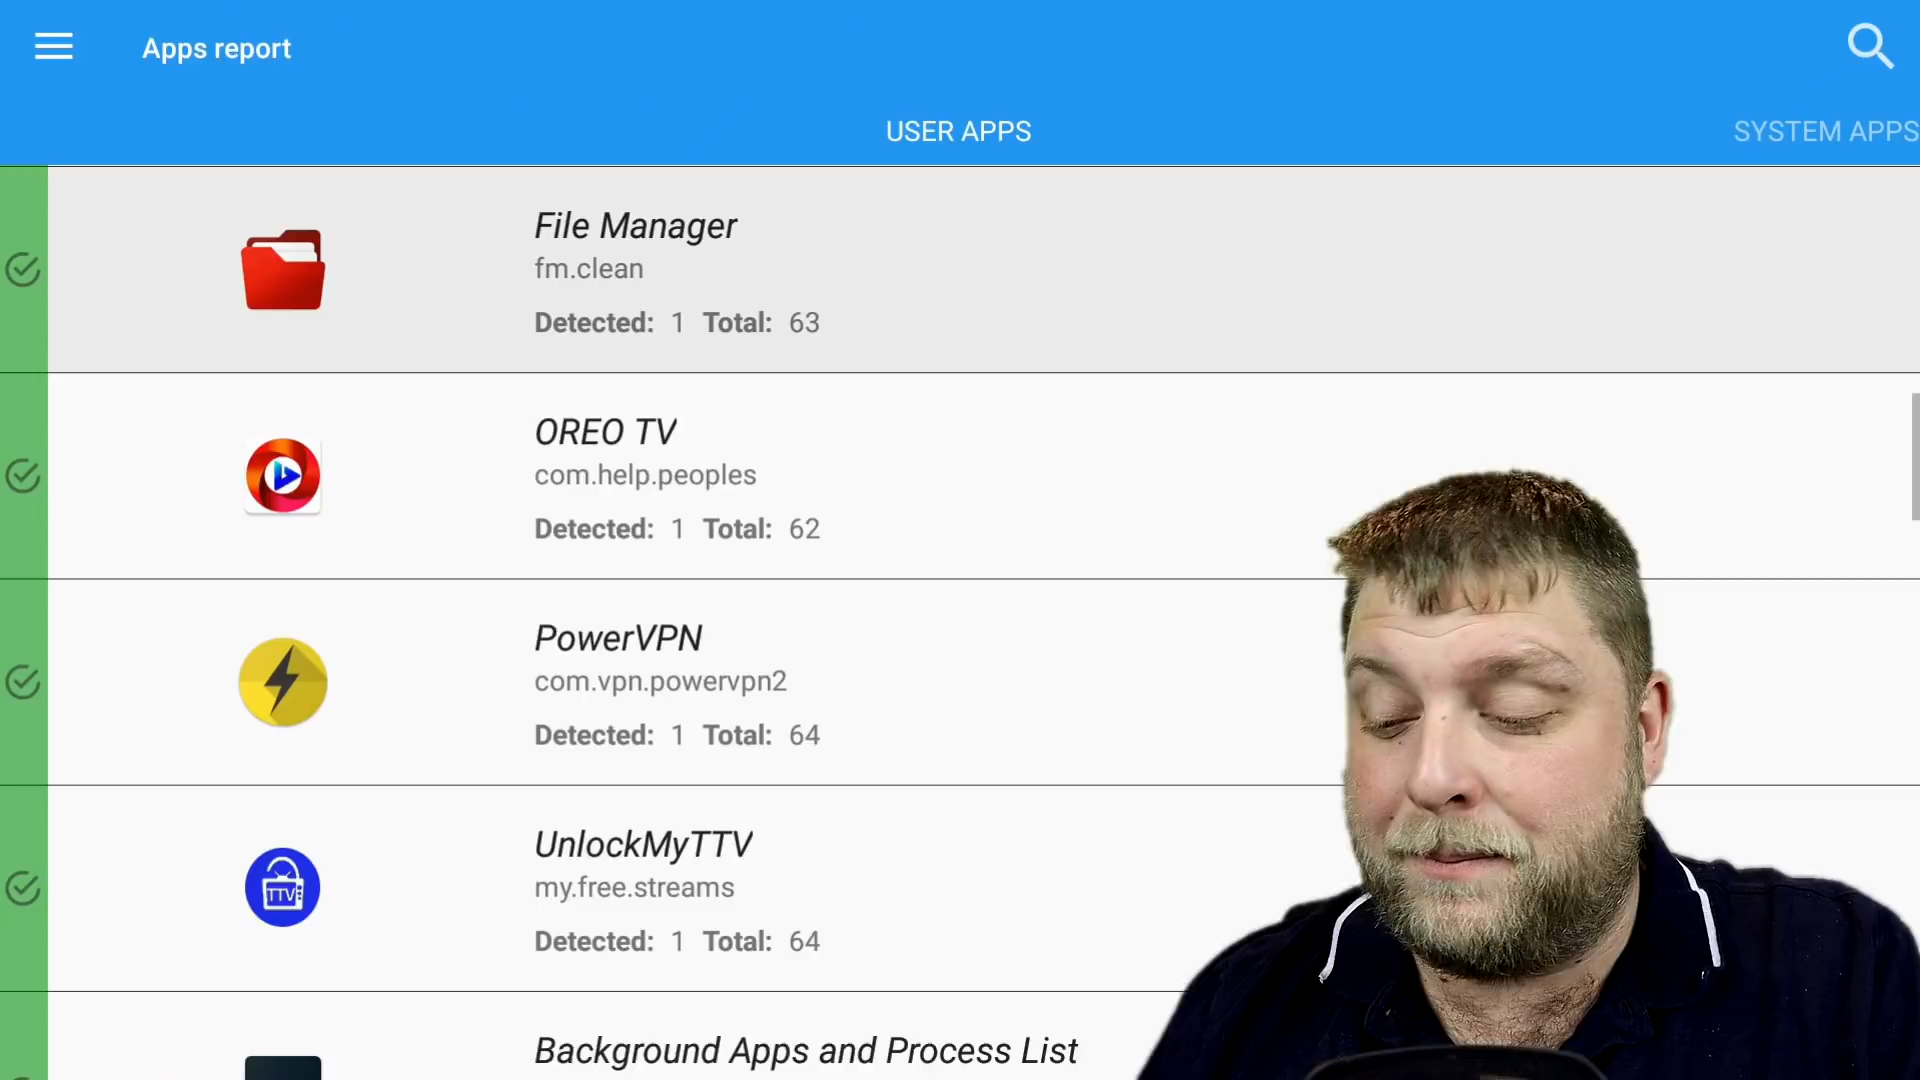 Apps report
USER APPS
SYSTEM APPS
File Manager
fm.clean
Detected: 1 Total: 63
OREO TV
com.help.peoples
Detected: 1 Total: 62
PowerVPN
com.vpn.powervpn2
Detected: 1 Total: 64
TTV
UnlockMyTTV
my.free.streams
Detected: 1 Total: 64
Background Apps and Process List